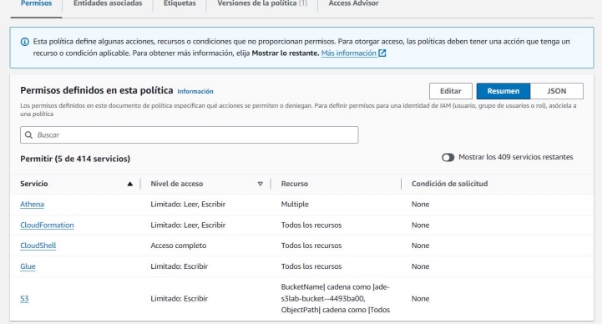 Permisos Entidades asociadas Etiquetas Versiones de la política (1) Access Advisor
Esta política define algunas acciones, recursos o condiciones que no proporcionan permisos. Para otorgar acceso, las políticas deben tener una acción que tenga un
recurso o condición aplicable. Para obtener más información, elija Mostrar lo restante. Más información
Permisos definidos en esta política Información Editar Resumen JSON
Los permisos definidos en este documento de política especifican qué acciones se permiten o deniegan. Para definir permisos para una identidad de IAM (usuario, grupo de usuarios o rol), asóciela a
una política
Buscar
Permitir (5 de 414 servicios) Mostrar los 409 servicios restantes
Servicio Nivel de acceso Recurso Condición de solicitud
Athena Limitado: Leer, Escribir Multiple None
CloudFormation Limitado: Leer, Escribir Todos los recursos None
CloudShell Acceso completo Todos los recursos None
Glue Limitado: Escribir Todos los recursos None
BucketName| cadena como |ade-
S3 Limitado: Escribir s3lab-bucket--4493ba00, None
ObjectPath| cadena como |Todos